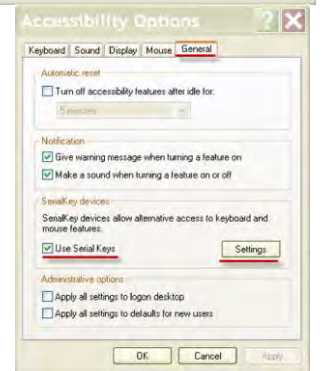 Accessibility Options
Keyboard Sound Display Mouse General
Automatic reset
Turn off accessibility features after idle for:
5 minutes
Notification
Give warning message when turning a feature on
Make a sound when turning a feature on or off
SerialKey devices
SerialKey devices allow alternative access to keyboard and
mouse features.
Use Serial Keys Settings
Administrative options
Apply all settings to logon desktop
Apply all settings to defaults for new users
OK Cancel Apply